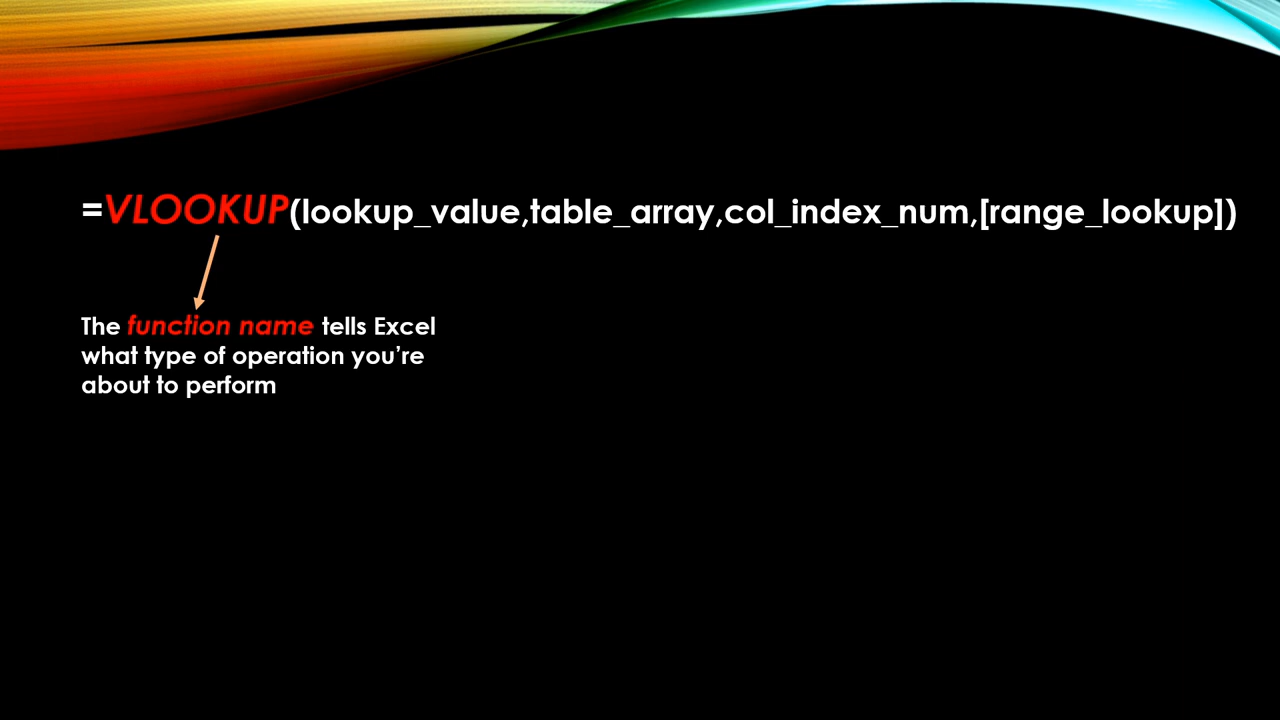 =VLOOKUP(lookup_value,table_array,col_index_num,[range_lookup])
The function name tells Excel
what type of operation you’re
about to perform